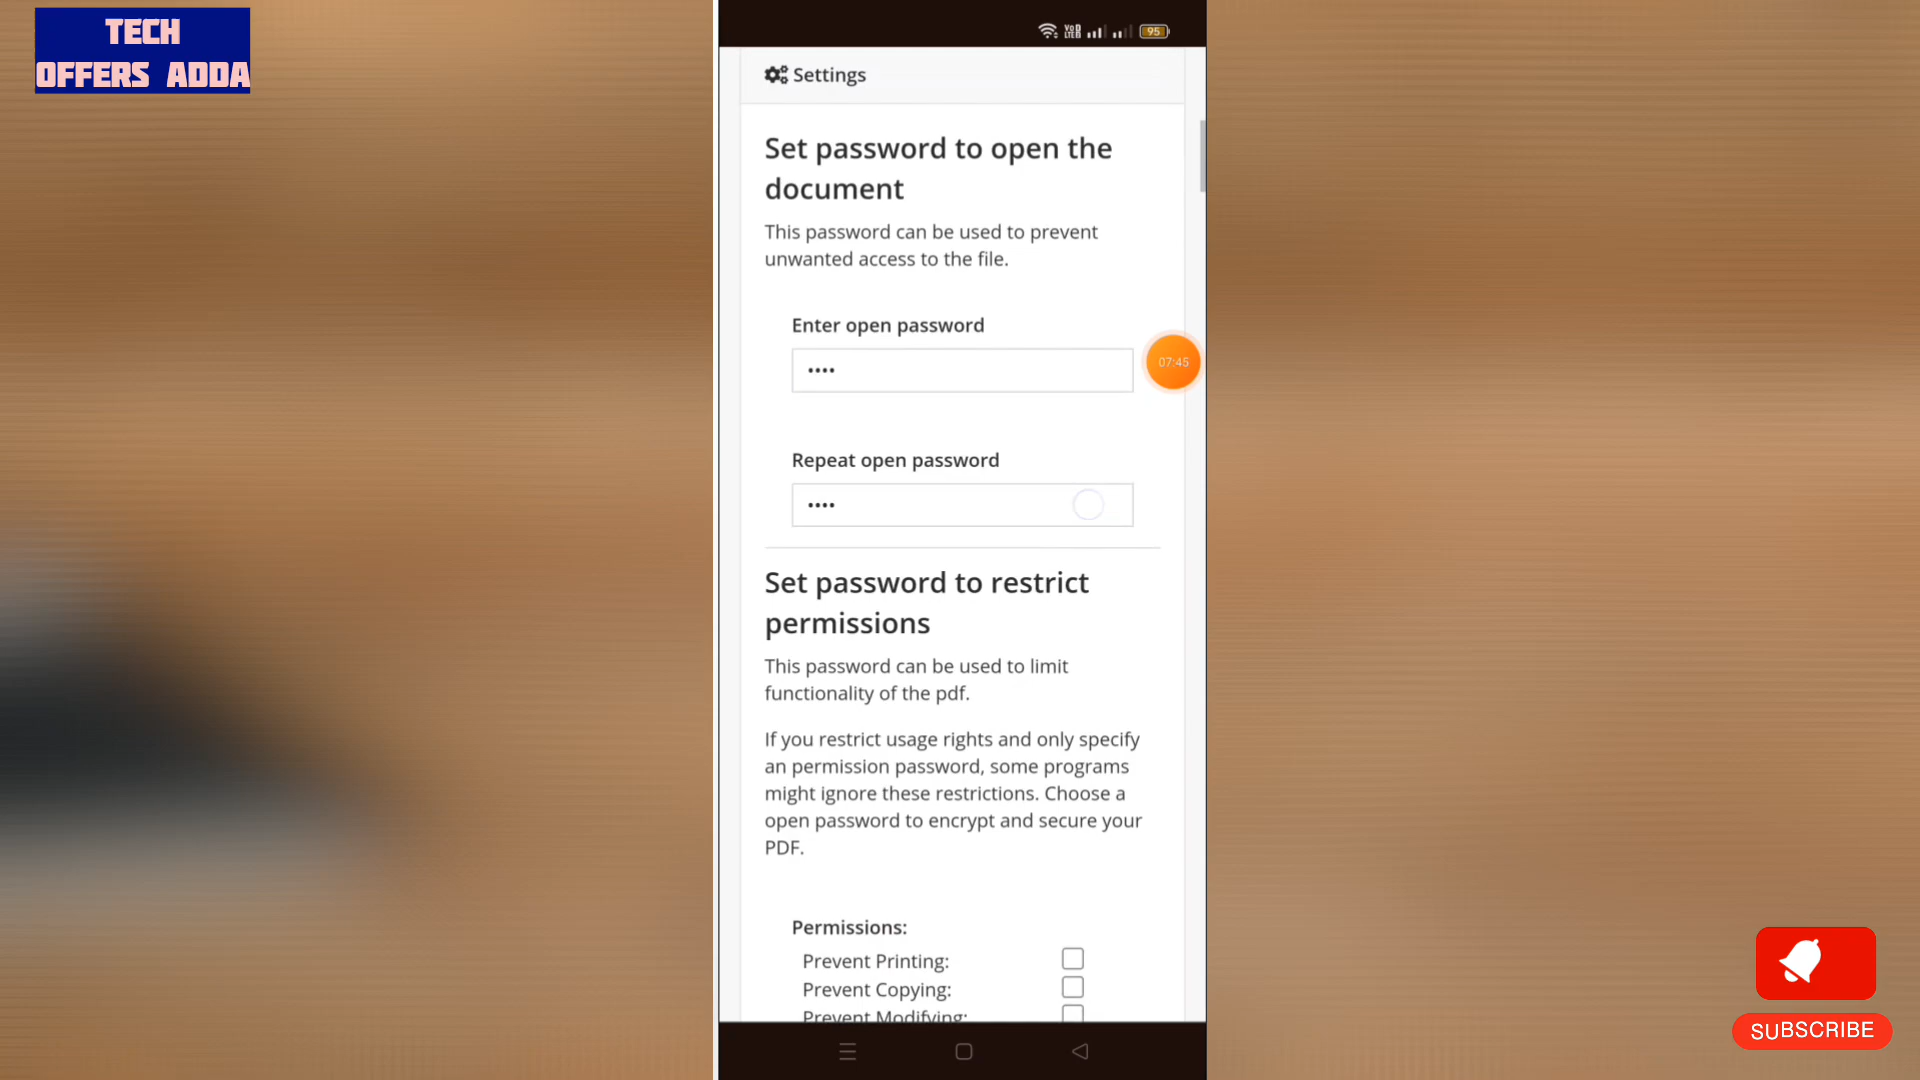 TECH
OFFERS ADDA
95
Settings
Set password to open the
document
This password can be used to prevent
unwanted access to the file.
Enter open password
••••
07:45
Repeat open password
••••
Set password to restrict
permissions
This password can be used to limit
functionality of the pdf.
If you restrict usage rights and only specify
an permission password, some programs
might ignore these restrictions. Choose a
open password to encrypt and secure your
PDF.
Permissions:
Prevent Printing:
Prevent Copying:
Prevent Modifying:
SUBSCRIBE